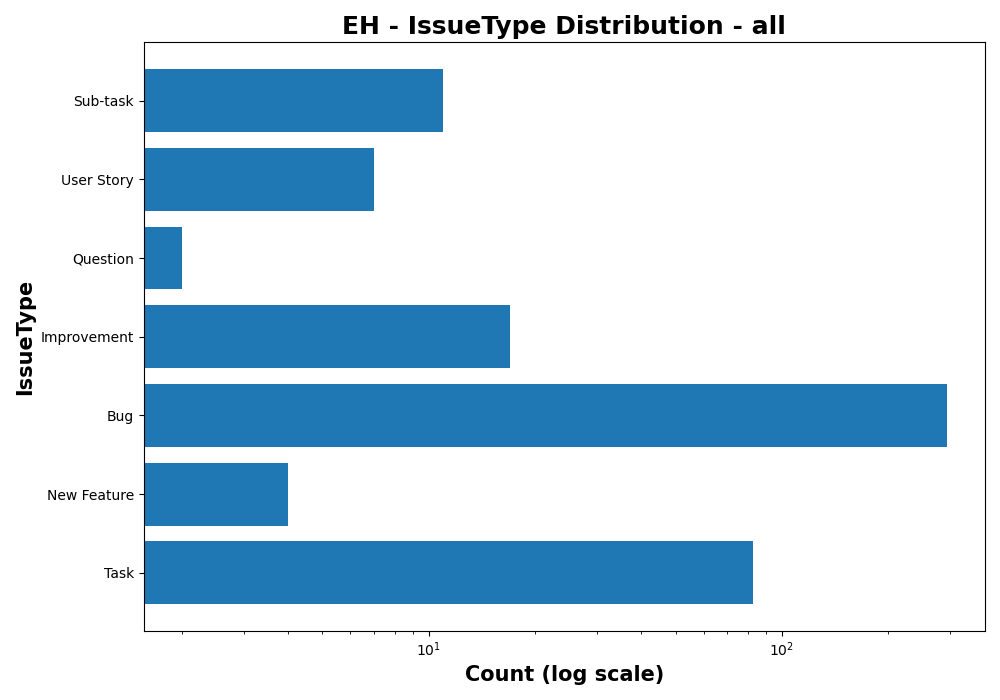 EH - IssueType Distribution - all
Sub-task
User Story
Question
Improvement
Bug
New Feature
Task
IssueType
10¹
10²
Count (log scale)